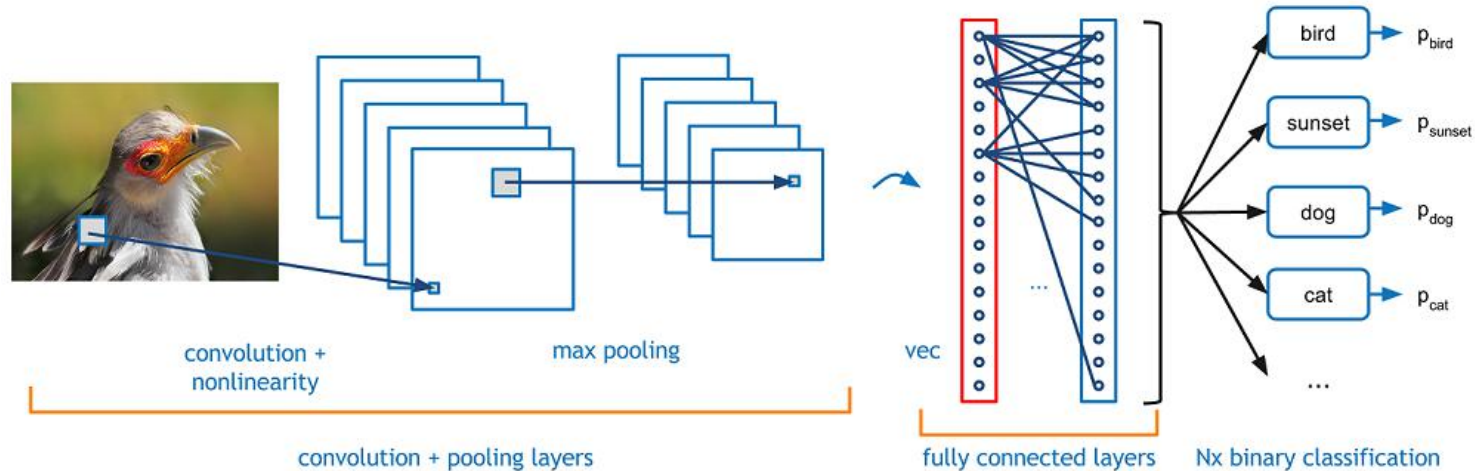 bird
p_bird
sunset
p_sunset
dog
p_dog
cat
p_cat
...
...
convolution +
nonlinearity
max pooling
vec
convolution + pooling layers
fully connected layers
Nx binary classification